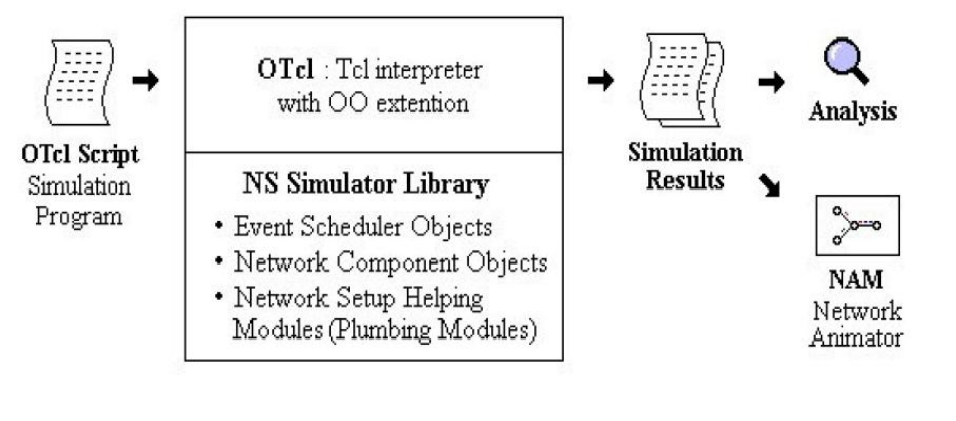 OTcl Script
Simulation
Program
OTcl : Tcl interpreter
with OO extention
NS Simulator Library
• Event Scheduler Objects
• Network Component Objects
• Network Setup Helping
Modules (Plumbing Modules)
Simulation
Results
Analysis
NAM
Network
Animator